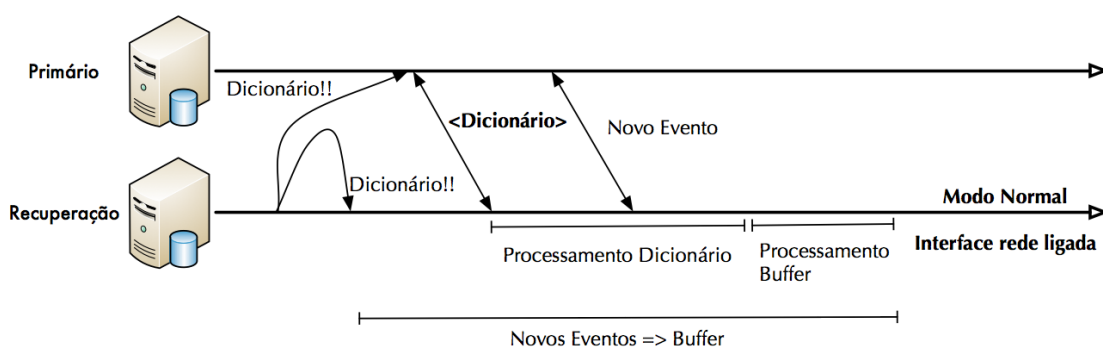 Primário
Dicionário!!
<Dicionário>
Novo Evento
Dicionário!!
Recuperação
Modo Normal
Processamento Dicionário
Processamento
Buffer
Interface rede ligada
Novos Eventos => Buffer